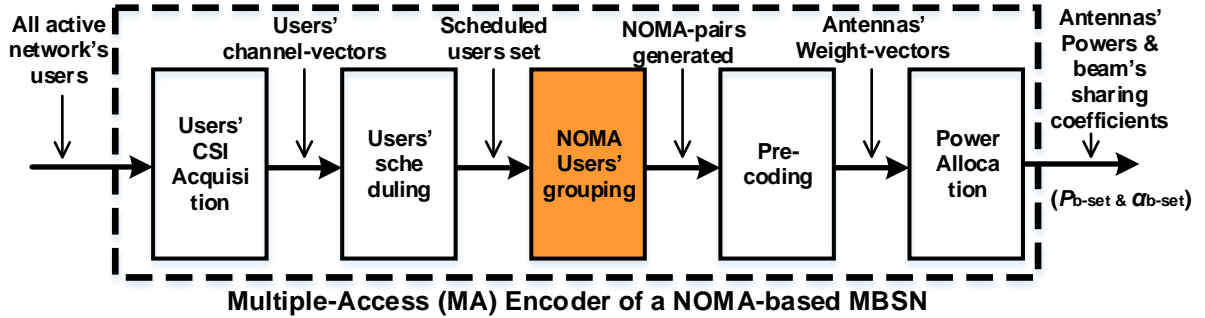 All active
network's
users
Users'
channel-vectors
Scheduled
users set
NOMA-pairs
generated
Antennas'
Weight-vectors
Antennas'
Powers &
beam's
sharing
coefficients
Users'
CSI
Acquisi
tion
Users'
sche
duling
NOMA
Users'
grouping
Pre-
coding
Power
Alloca
tion
(Pb-set & αb-set)
Multiple-Access (MA) Encoder of a NOMA-based MBSN